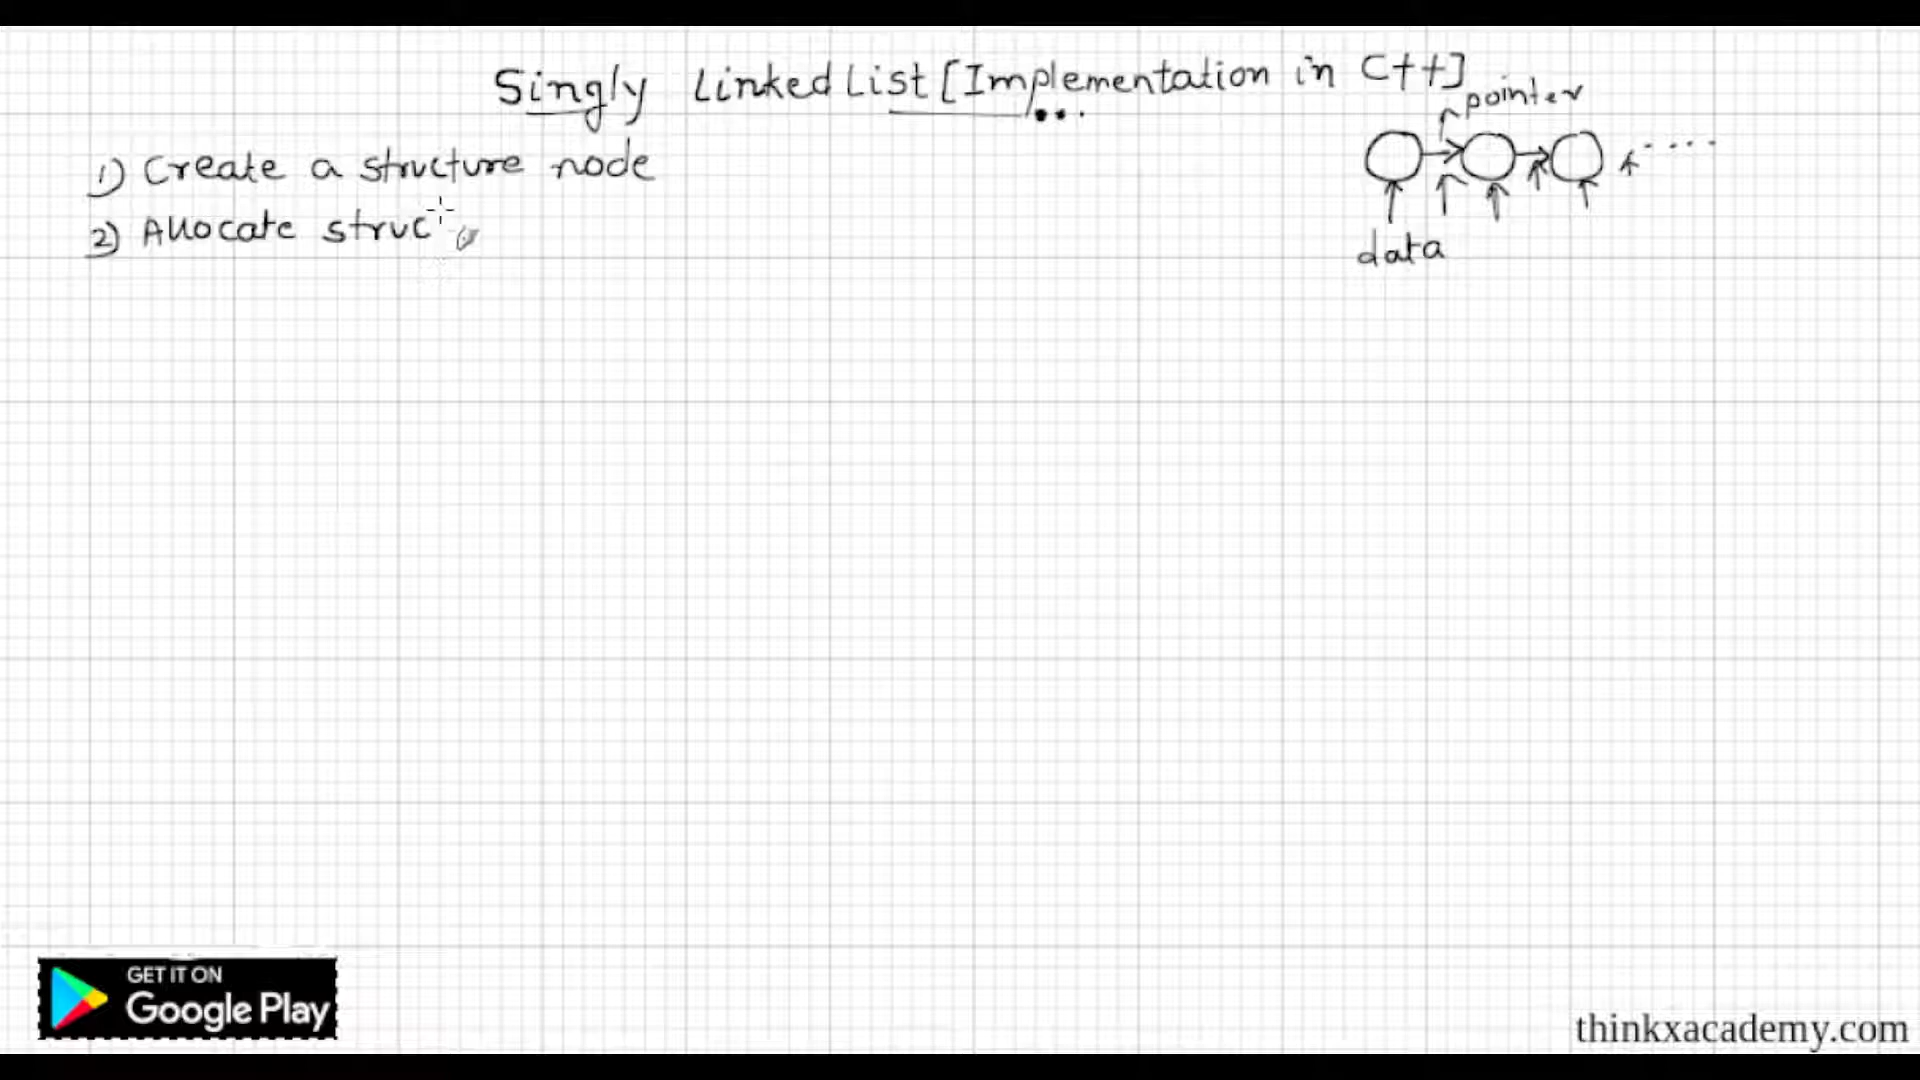 Singly Linked List [Implementation in C++]
pointer
1) Create a structure node
2) Allocate struct
data
GET IT ON
Google Play
thinkxacademy.com